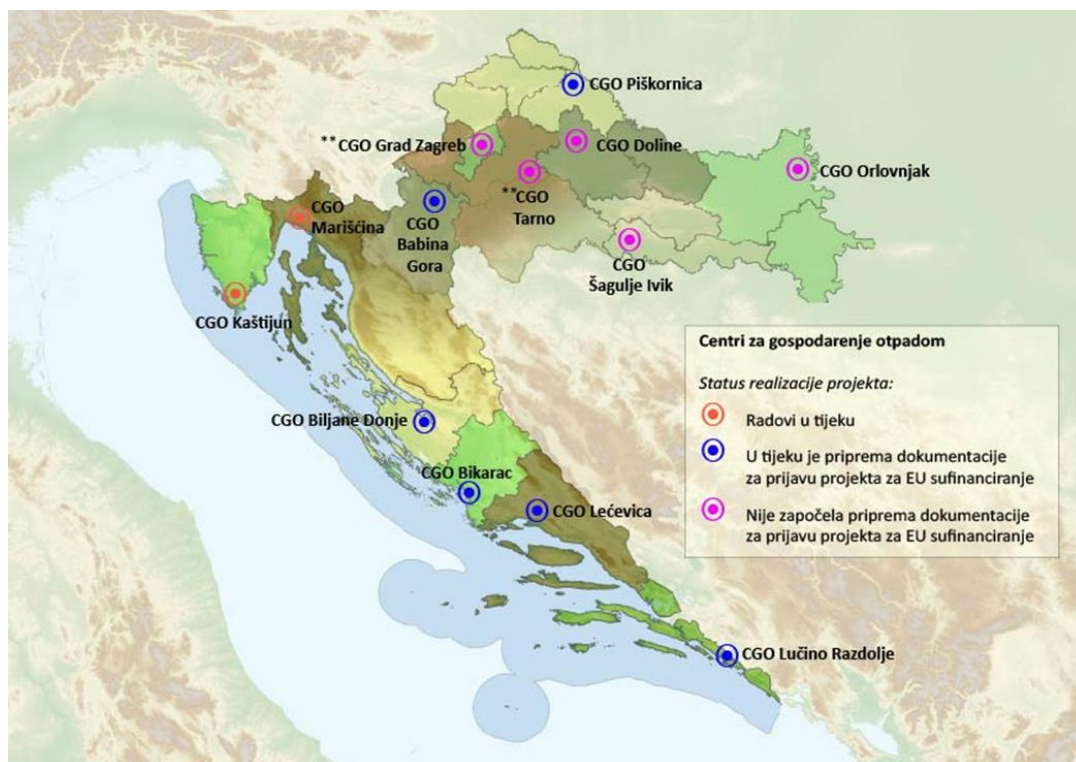 CGO Piškornica
**CGO Grad Zagreb
CGO Doline
CGO Orlovnjak
**CGO
Tarno
CGO
Marišćina
CGO
Babina
Gora
CGO
Šagulje Ivik
CGO Kaštijun
CGO Biljane Donje
CGO Bikarac
CGO Lećevica
CGO Lučino Razdolje
Centri za gospodarenje otpadom
Status realizacije projekta:
Radovi u tijeku
U tijeku je priprema dokumentacije
za prijavu projekta za EU sufinanciranje
Nije započela priprema dokumentacije
za prijavu projekta za EU sufinanciranje